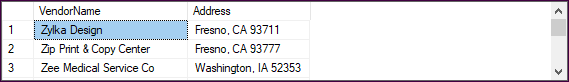 VendorName Address
1 Zylka Design Fresno, CA 93711
2 Zip Print & Copy Center Fresno, CA 93777
3 Zee Medical Service Co Washington, IA 52353